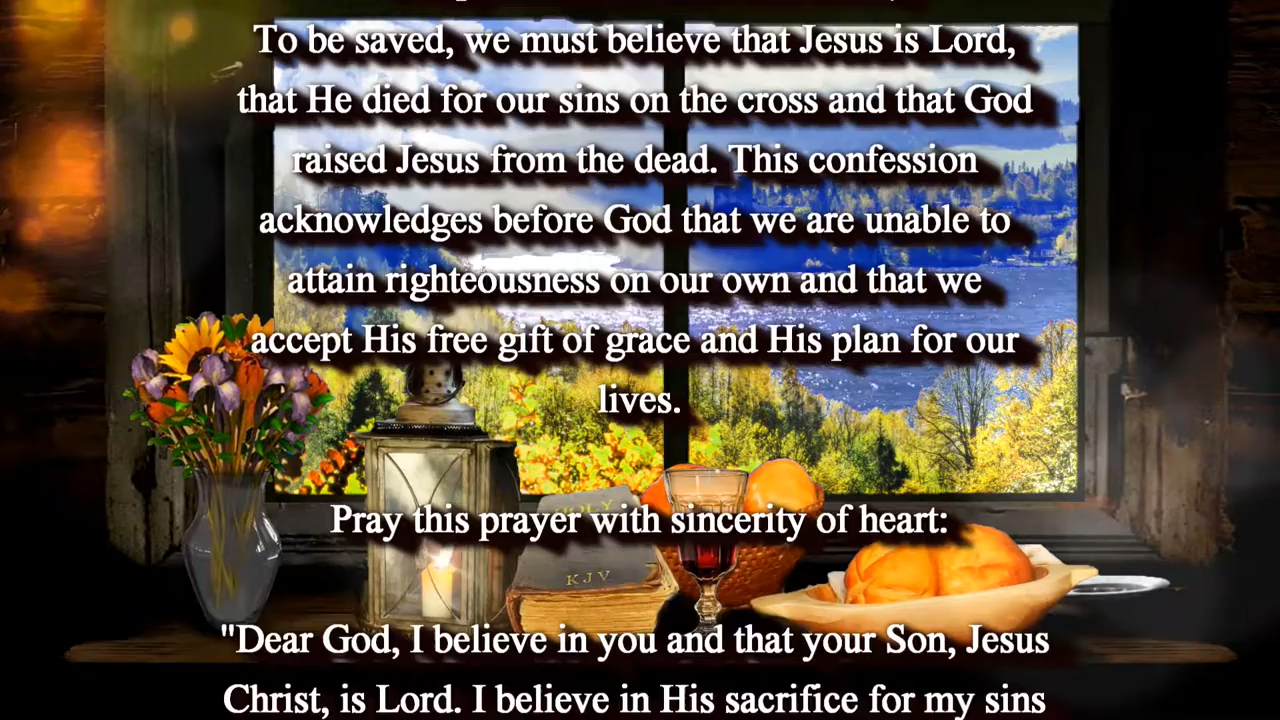 To be saved, we must believe that Jesus is Lord,
that He died for our sins on the cross and that God
raised Jesus from the dead. This confession
acknowledges before God that we are unable to
attain righteousness on our own and that we
accept His free gift of grace and His plan for our
lives.
Pray this prayer with sincerity of heart:
HOLY
KJV
"Dear God, I believe in you and that your Son, Jesus
Christ, is Lord. I believe in His sacrifice for my sins